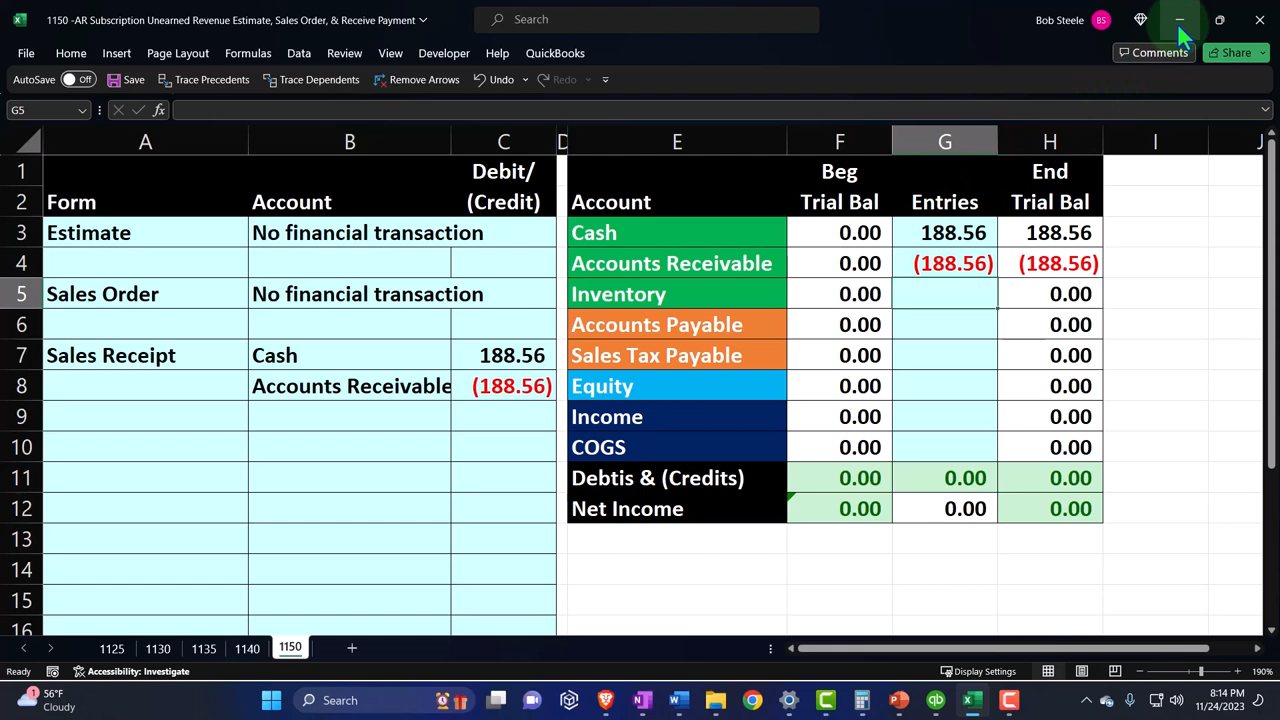 1150 -AR Subscription Unearned Revenue Estimate, Sales Order, & Receive Payment
Search
Bob Steele BS
File Home Insert Page Layout Formulas Data Review View Developer Help QuickBooks
Comments Share
AutoSave Off Save Trace Precedents Trace Dependents Remove Arrows Undo Redo
G5 fx
A B C D E F G H I J
1 Debit/ Beg End
2 Form Account (Credit) Account Trial Bal Entries Trial Bal
3 Estimate No financial transaction Cash 0.00 188.56 188.56
4 Accounts Receivable 0.00 (188.56) (188.56)
5 Sales Order No financial transaction Inventory 0.00 0.00
6 Accounts Payable 0.00 0.00
7 Sales Receipt Cash 188.56 Sales Tax Payable 0.00 0.00
8 Accounts Receivable (188.56) Equity 0.00 0.00
9 Income 0.00 0.00
10 COGS 0.00 0.00
11 Debtis & (Credits) 0.00 0.00 0.00
12 Net Income 0.00 0.00 0.00
13
14
15
16
1125 1130 1135 1140 1150
Ready Accessibility: Investigate Display Settings 190%
1 56°F
Cloudy
Search
8:14 PM
11/24/2023